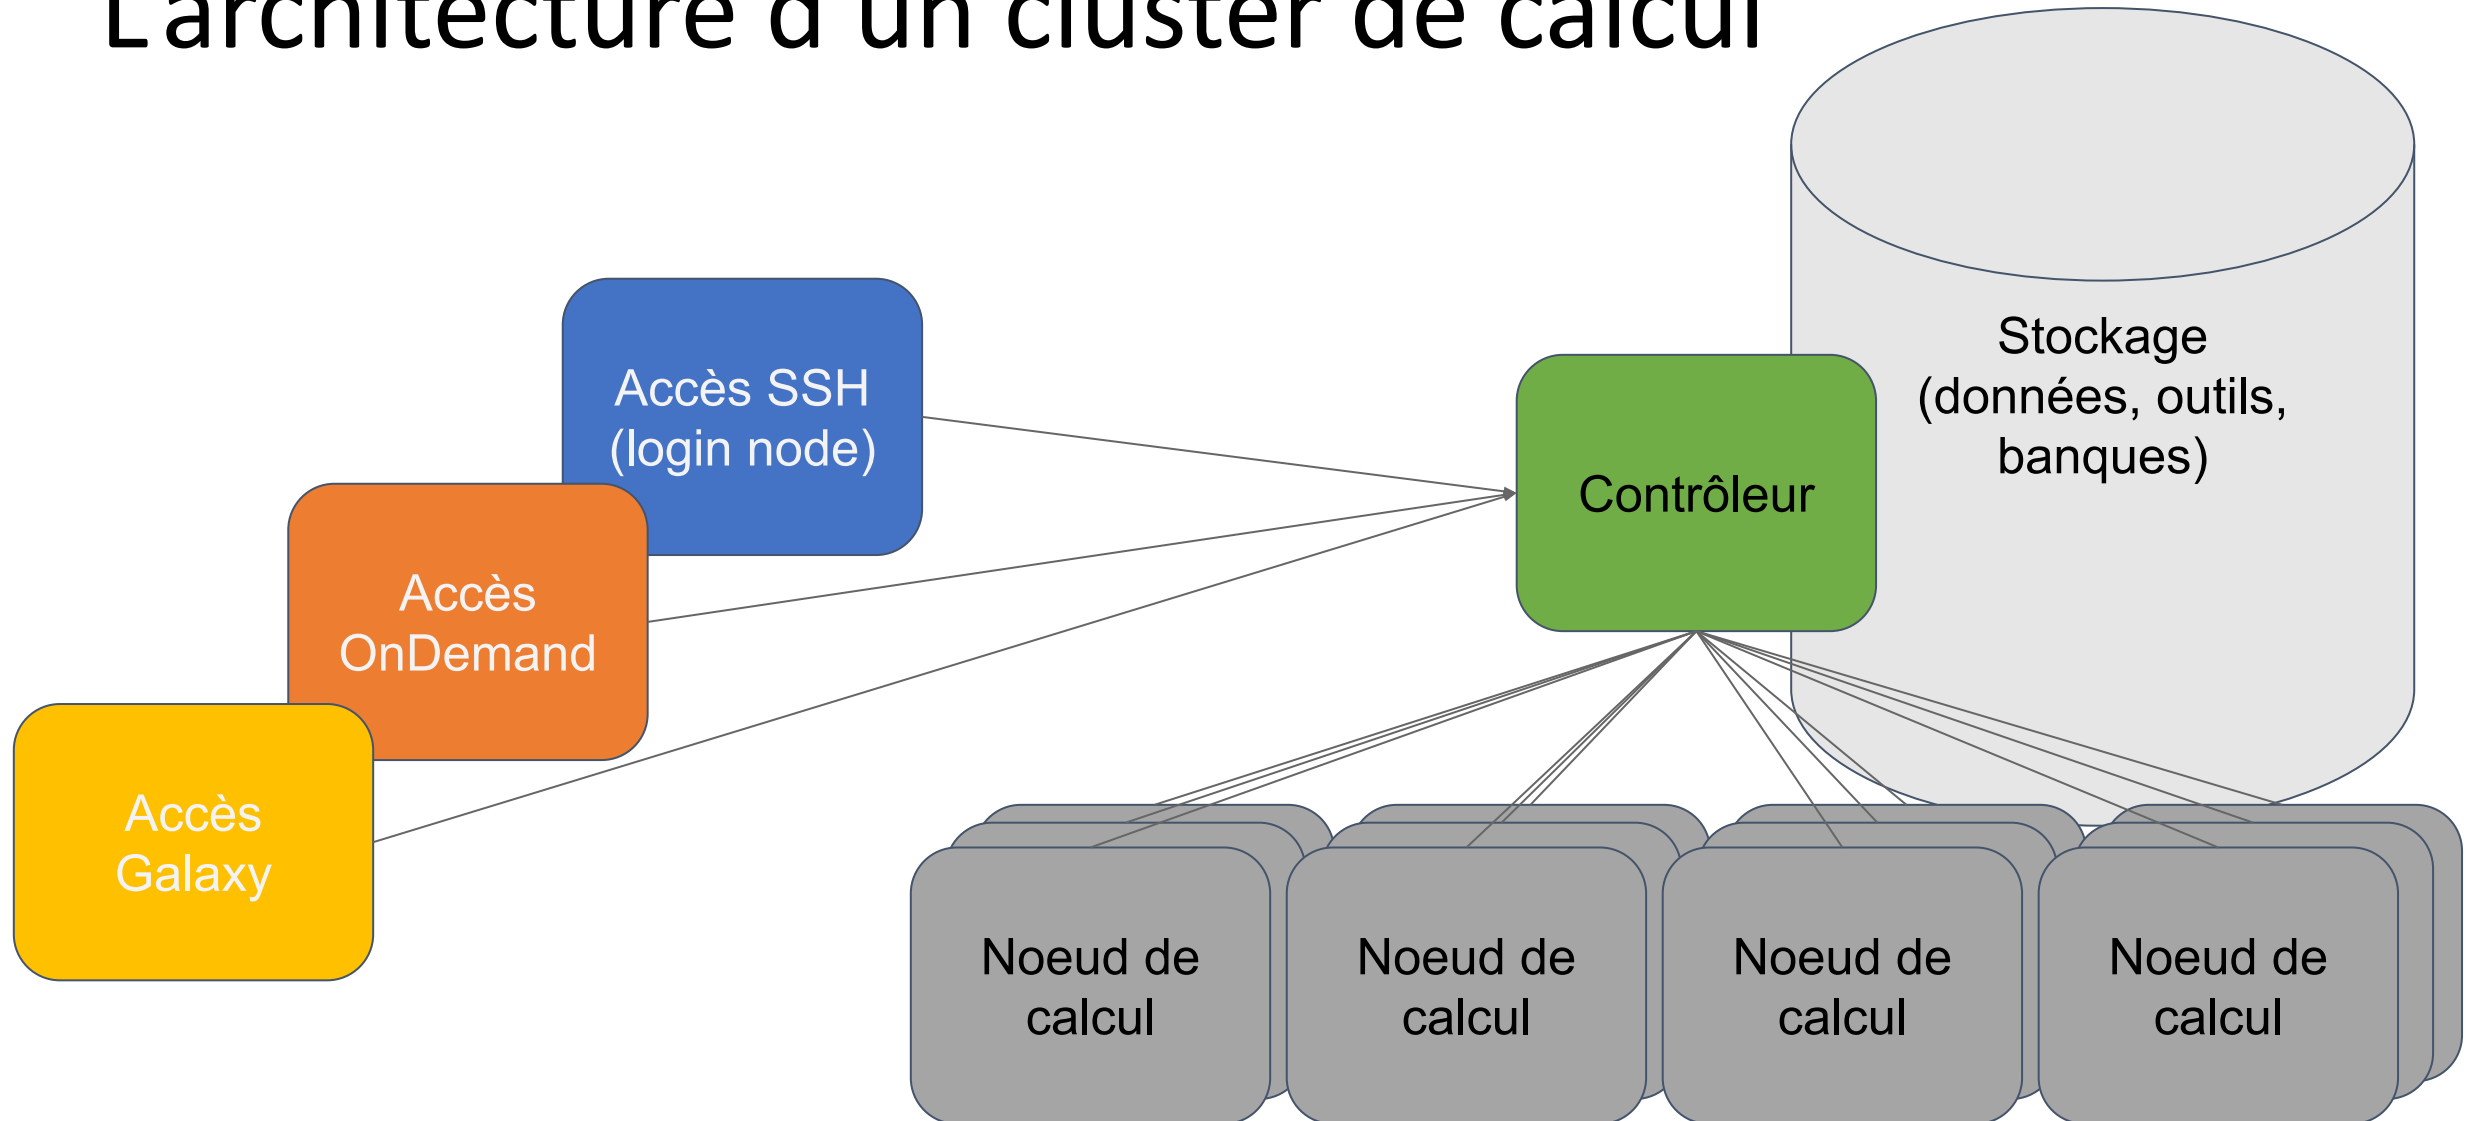 L'architecture d'un cluster de calcul
Stockage
(données, outils,
banques)
Accès SSH
(login node)
Contrôleur
Accès
OnDemand
Accès
Galaxy
Noeud de
calcul
Noeud de
calcul
Noeud de
calcul
Noeud de
calcul